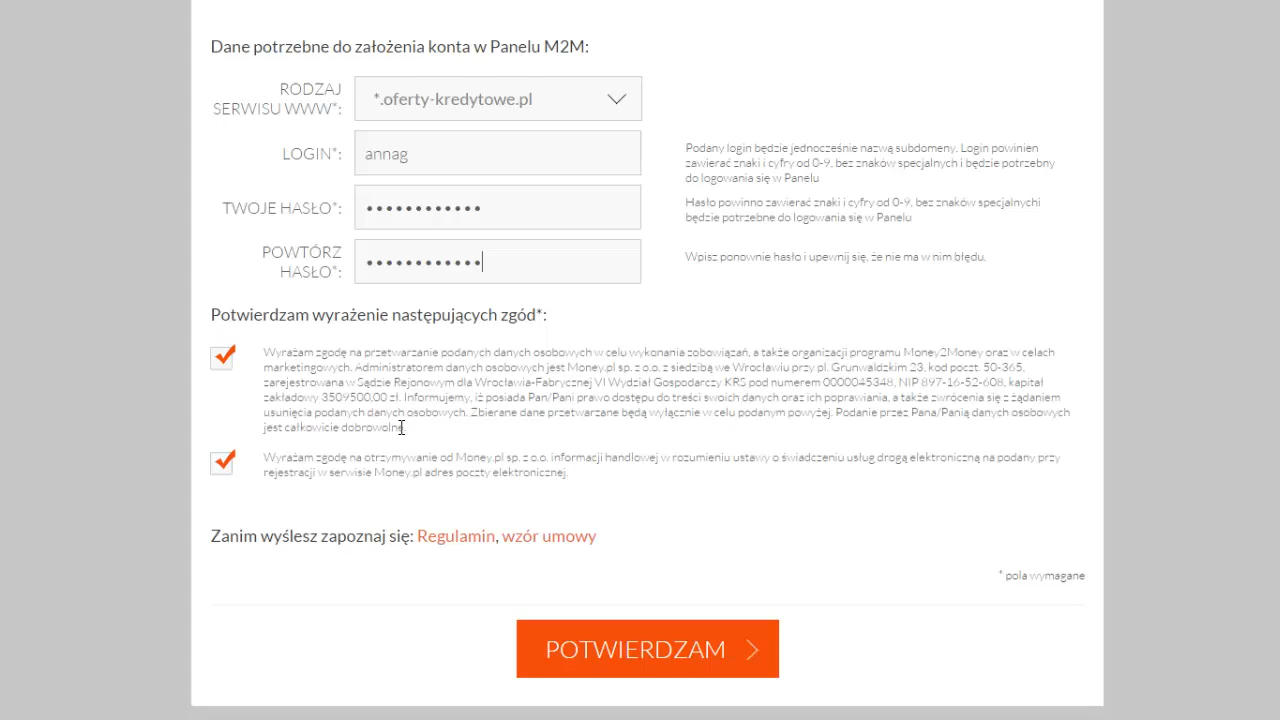 Dane potrzebne do założenia konta w Panelu M2M:
RODZAJ
SERWISU WWW*:
*.oferty-kredytowe.pl
LOGIN*:
annag
Podany login będzie jednocześnie nazwą subdomeny. Login powinien
zawierać znaki i cyfry od 0-9, bez znaków specjalnych i będzie potrzebny
do logowania się w Panelu
TWOJE HASŁO*:
••••••••••••
Hasło powinno zawierać znaki i cyfry od 0-9, bez znaków specjalnychi
będzie potrzebne do logowania się w Panelu
POWTÓRZ
HASŁO*:
••••••••••••
Wpisz ponownie hasło i upewnij się, że nie ma w nim błędu.
Potwierdzam wyrażenie następujących zgód*:
Wyrażam zgodę na przetwarzanie podanych danych osobowych w celu wykonania zobowiązań, a także organizacji programu Money2Money oraz w celach
marketingowych. Administratorem danych osobowych jest Money.pl sp. z o.o. z siedzibą we Wrocławiu przy pl. Grunwaldzkim 23, kod poczt. 50-365,
zarejestrowana w Sądzie Rejonowym dla Wrocławia-Fabrycznej VI Wydział Gospodarczy KRS pod numerem 0000045348, NIP 897-16-52-608, kapitał
zakładowy 3509500,00 zł. Informujemy, iż posiada Pan/Pani prawo dostępu do treści swoich danych oraz ich poprawiania, a także zwrócenia się z żądaniem
usunięcia podanych danych osobowych. Zbierane dane przetwarzane będą wyłącznie w celu podanym powyżej. Podanie przez Pana/Panią danych osobowych
jest całkowicie dobrowolne.
Wyrażam zgodę na otrzymywanie od Money.pl sp. z o.o. informacji handlowej w rozumieniu ustawy o świadczeniu usług drogą elektroniczną na podany przy
rejestracji w serwisie Money.pl adres poczty elektronicznej.
Zanim wyślesz zapoznaj się: Regulamin, wzór umowy
* pola wymagane
POTWIERDZAM